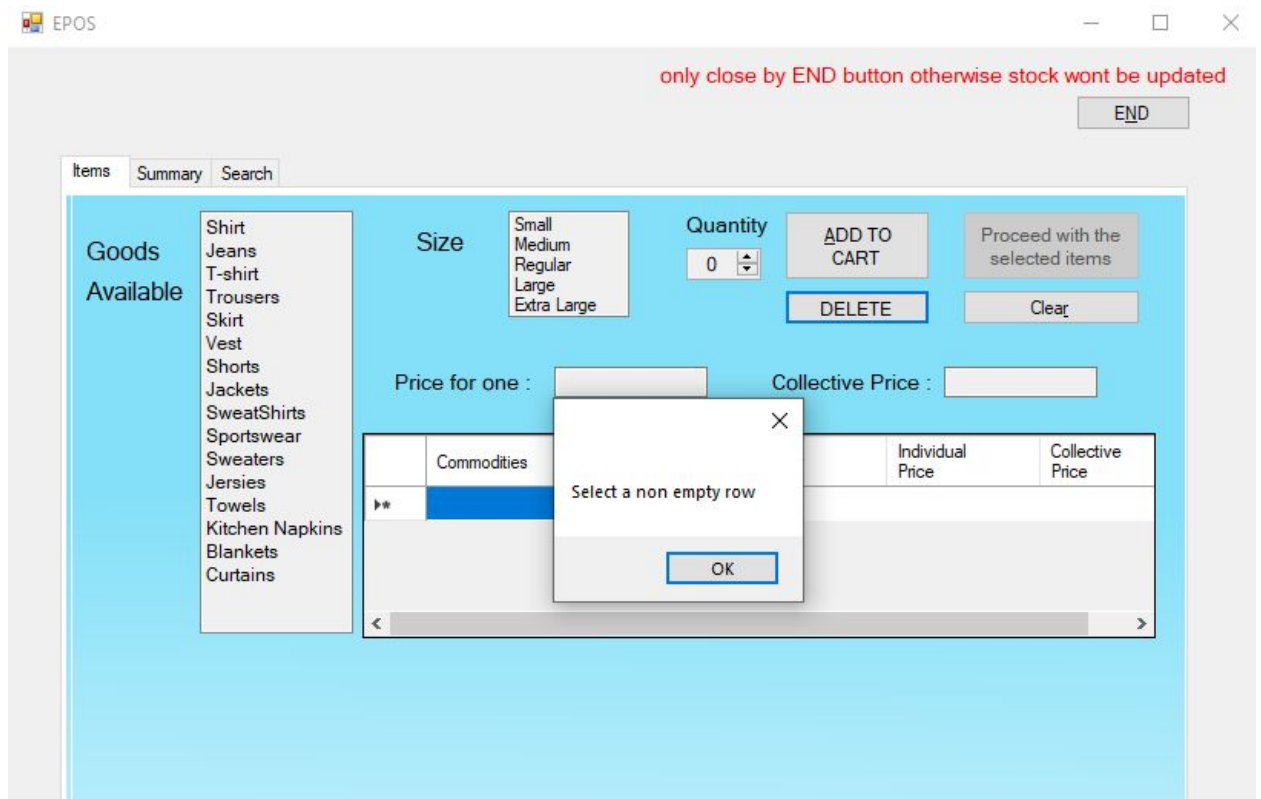 EPOS
only close by END button otherwise stock wont be updated
END
Items Summary Search
Goods
Available
Shirt
Jeans
T-shirt
Trousers
Skirt
Vest
Shorts
Jackets
SweatShirts
Sportswear
Sweaters
Jersies
Towels
Kitchen Napkins
Blankets
Curtains
Size
Small
Medium
Regular
Large
Extra Large
Quantity
0
ADD TO
CART
Proceed with the
selected items
DELETE
Clear
Price for one :
Collective Price :
Commodities
Individual
Price
Collective
Price
Select a non empty row
OK